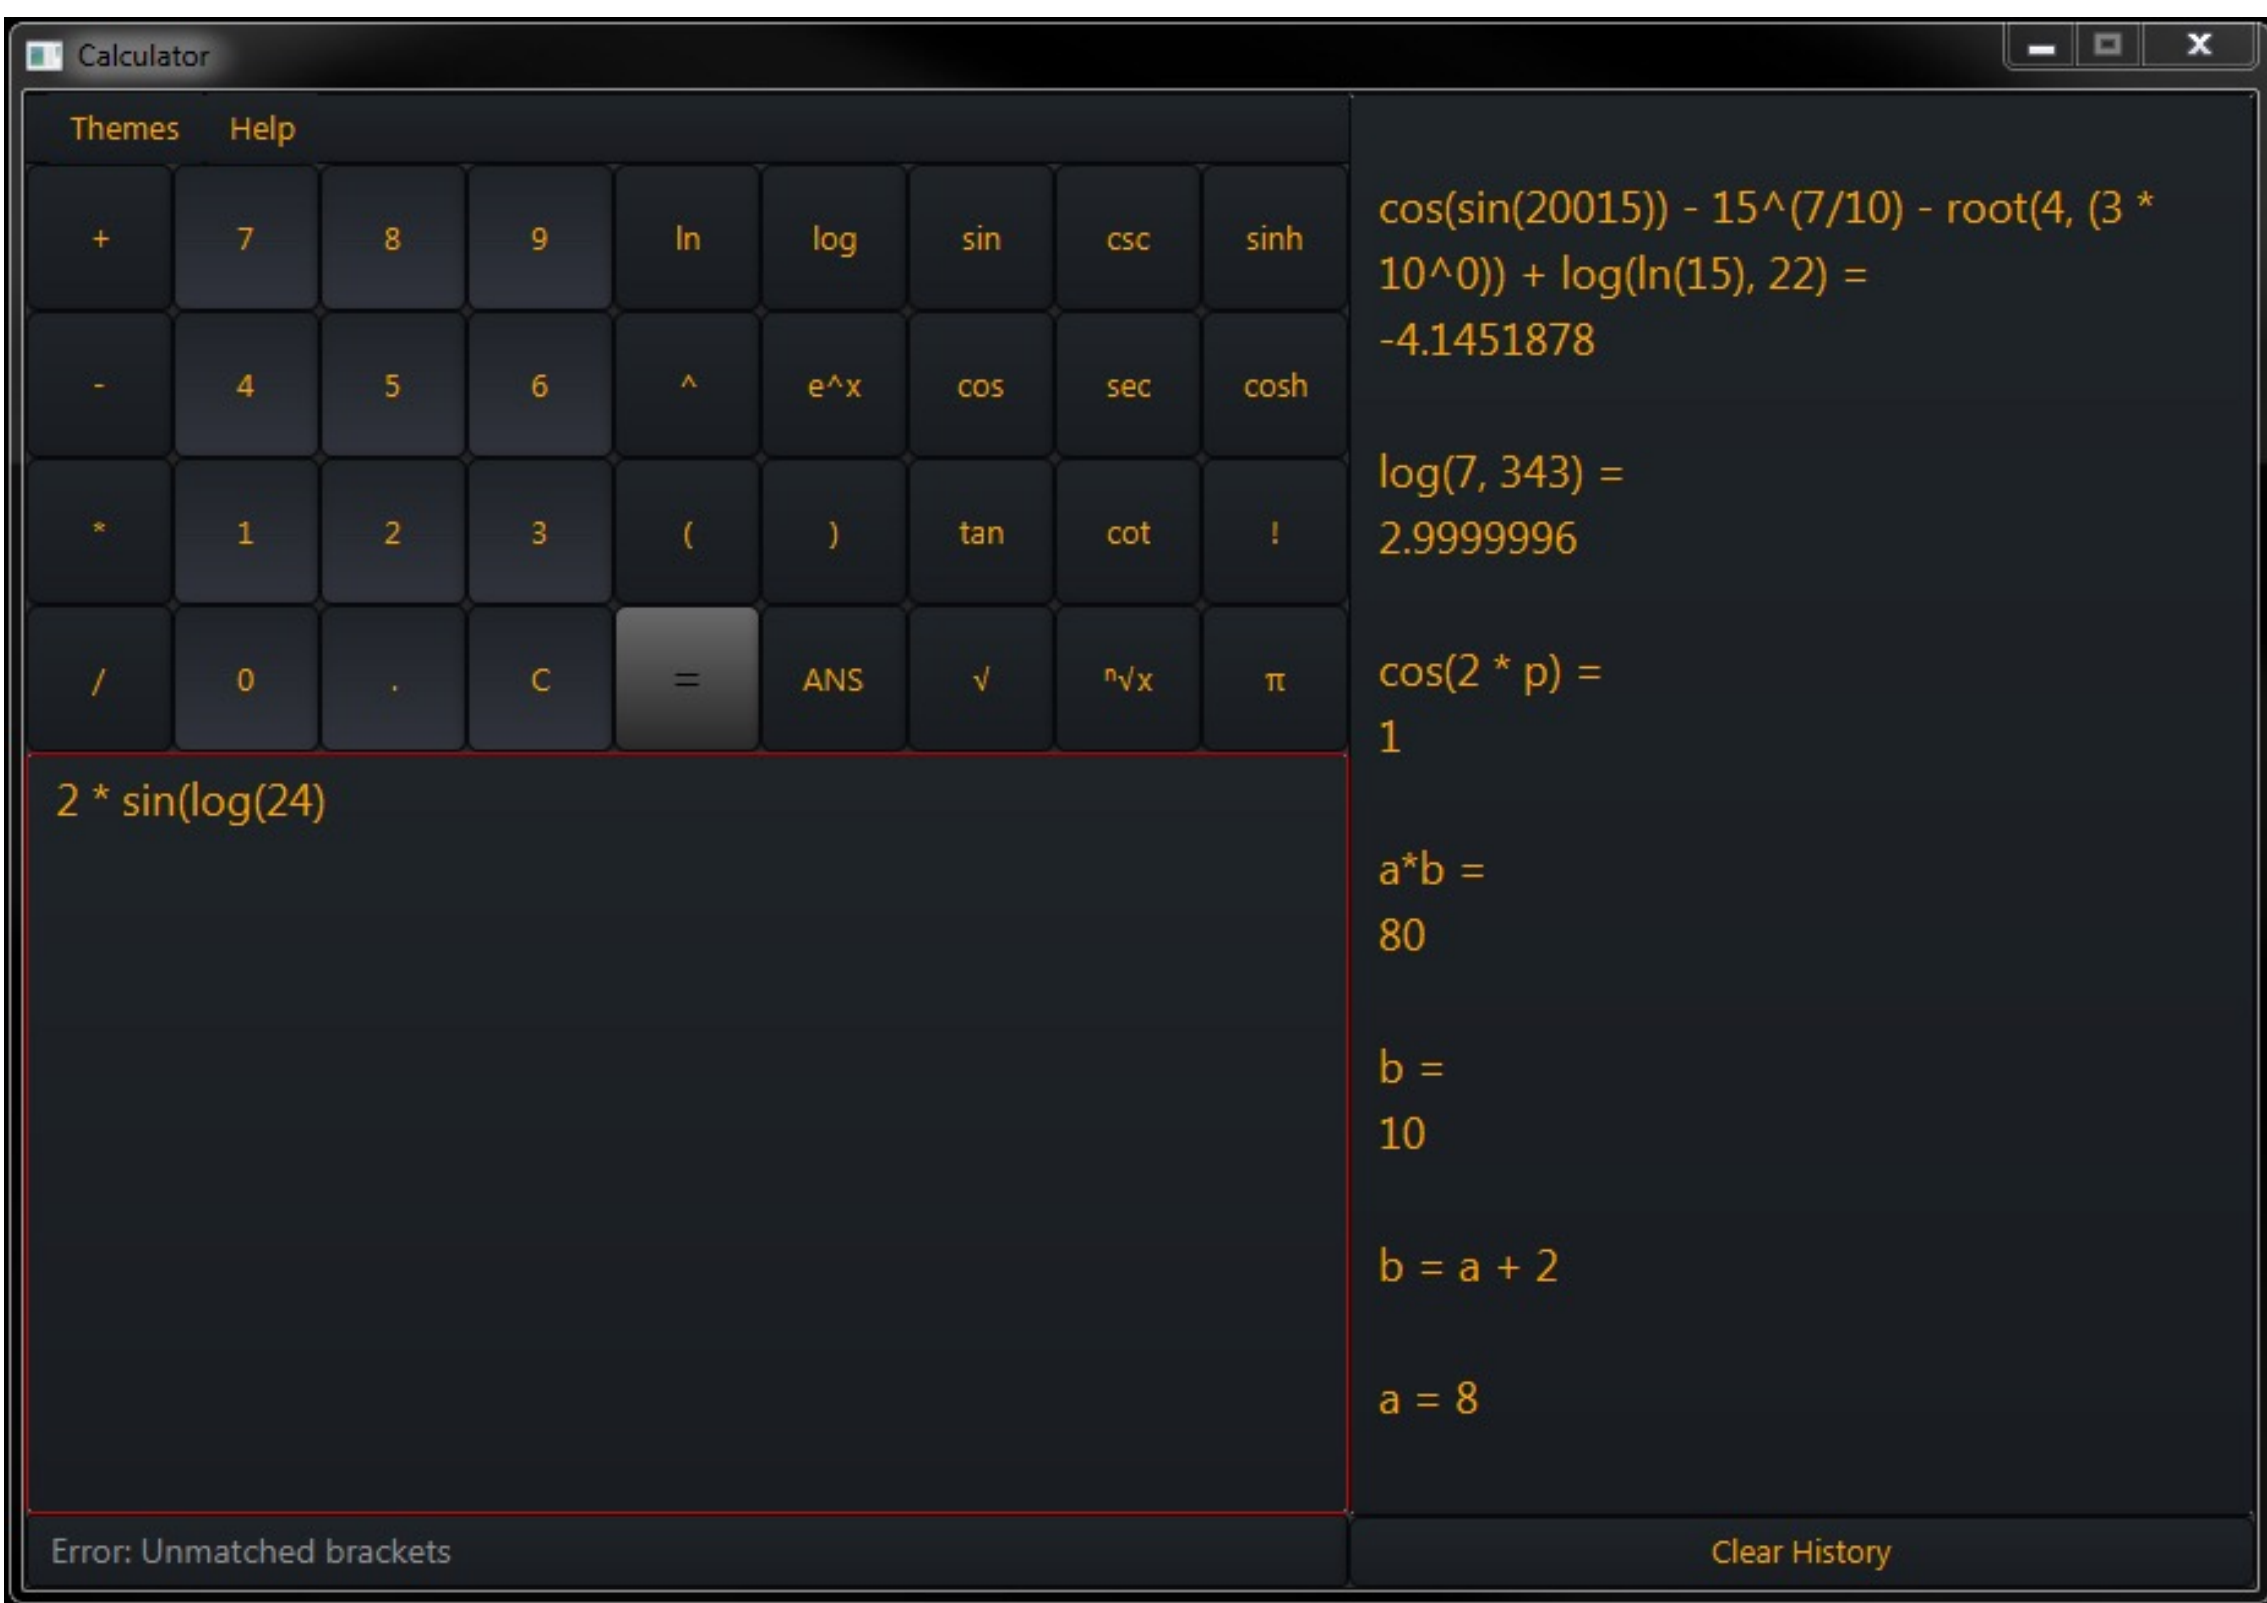 Calculator
Themes Help
+ 7 8 9 ln log sin csc sinh
- 4 5 6 ^ e^x cos sec cosh
* 1 2 3 ( ) tan cot !
/ 0 . C = ANS √ ⁿ√x π
2 * sin(log(24)
Error: Unmatched brackets
cos(sin(20015)) - 15^(7/10) - root(4, (3 *
10^0)) + log(ln(15), 22) =
-4.1451878
log(7, 343) =
2.9999996
cos(2 * p) =
1
a*b =
80
b =
10
b = a + 2
a = 8
Clear History